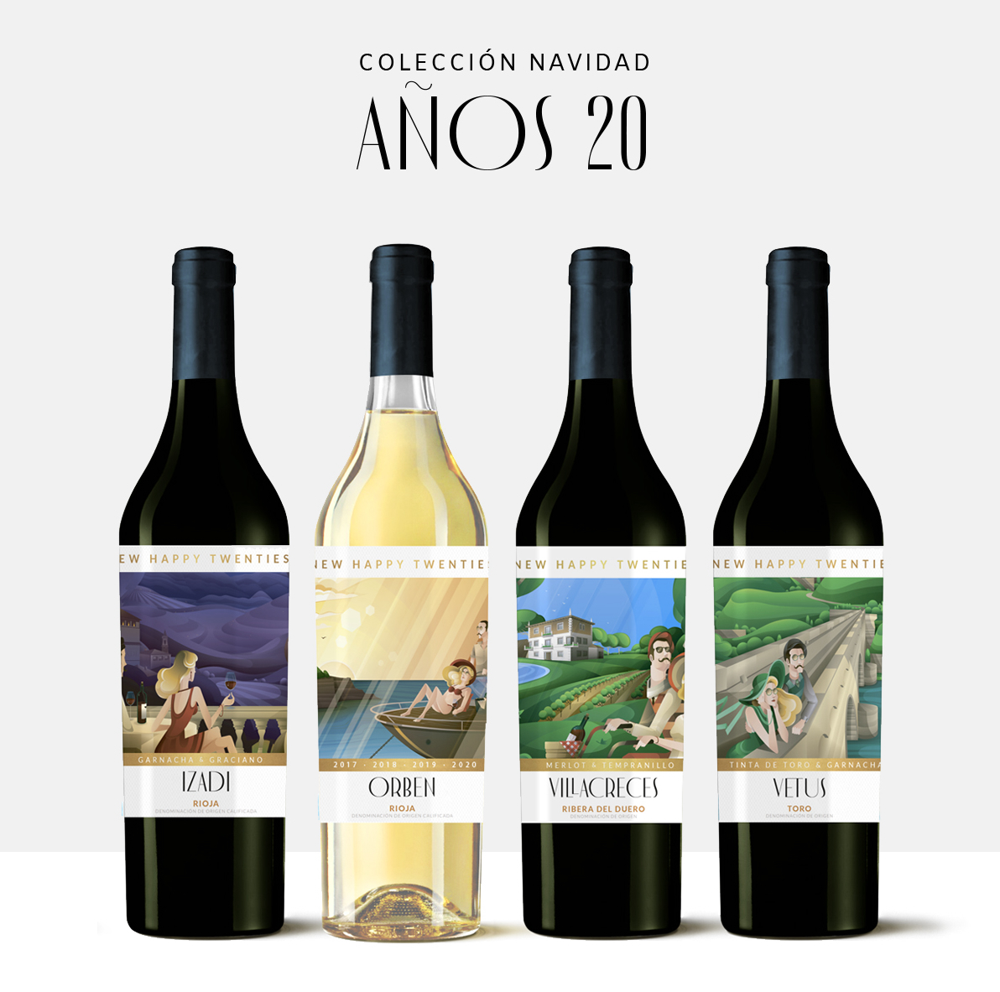 COLECCIÓN NAVIDAD
AÑOS 20
EW HAPPY TWENTIES
GARNACHA & GRACIANO
IZADI
RIOJA
DENOMINACIÓN DE ORIGEN CALIFICADA
NEW HAPPY TWENTIES
2017 - 2018 - 2019 - 2020
ORBEN
RIOJA
DENOMINACIÓN DE ORIGEN CALIFICADA
NEW HAPPY TWENTIE
MERLOT & TEMPRANILLO
VILLACRECES
RIBERA DEL DUERO
DENOMINACIÓN DE ORIGEN
NEW HAPPY TWENTIE
TINTA DE TORO & GARNACHA
VETUS
TORO
DENOMINACIÓN DE ORIGEN